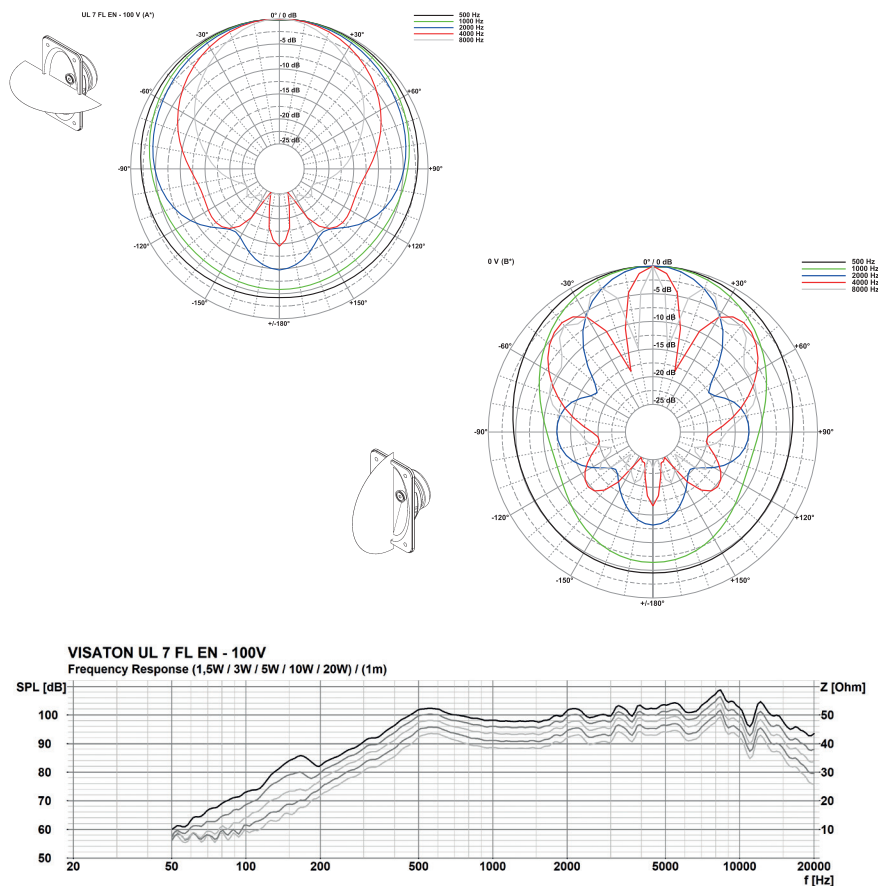 UL 7 FL EN - 100 V (A*)
0° / 0 dB
500 Hz
1000 Hz
2000 Hz
4000 Hz
8000 Hz
-30°
+30°
-5 dB
-60°
+60°
-10 dB
-15 dB
-20 dB
-25 dB
-90°
+90°
-120°
+120°
-150°
+150°
+/-180°
0 V (B*)
0° / 0 dB
500 Hz
1000 Hz
2000 Hz
4000 Hz
8000 Hz
-30°
+30°
-5 dB
-60°
+60°
-10 dB
-15 dB
-20 dB
-25 dB
-90°
+90°
-120°
+120°
-150°
+150°
+/-180°
VISATON UL 7 FL EN - 100V
Frequency Response (1,5W / 3W / 5W / 10W / 20W) / (1m)
SPL [dB]
Z [Ohm]
100
50
90
40
80
30
70
20
60
10
50
20 50 100 200 500 1000 2000 5000 10000 20000
f [Hz]